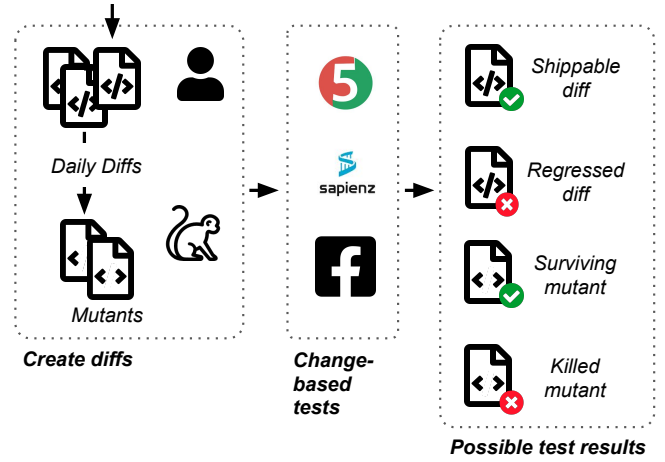 </>
</>
</>
Daily Diffs
< >
< >
Mutants
Create diffs
5
sapienz
f
Change-
based
tests
</>
Shippable
diff
</>
Regressed
diff
< >
Surviving
mutant
< >
Killed
mutant
Possible test results